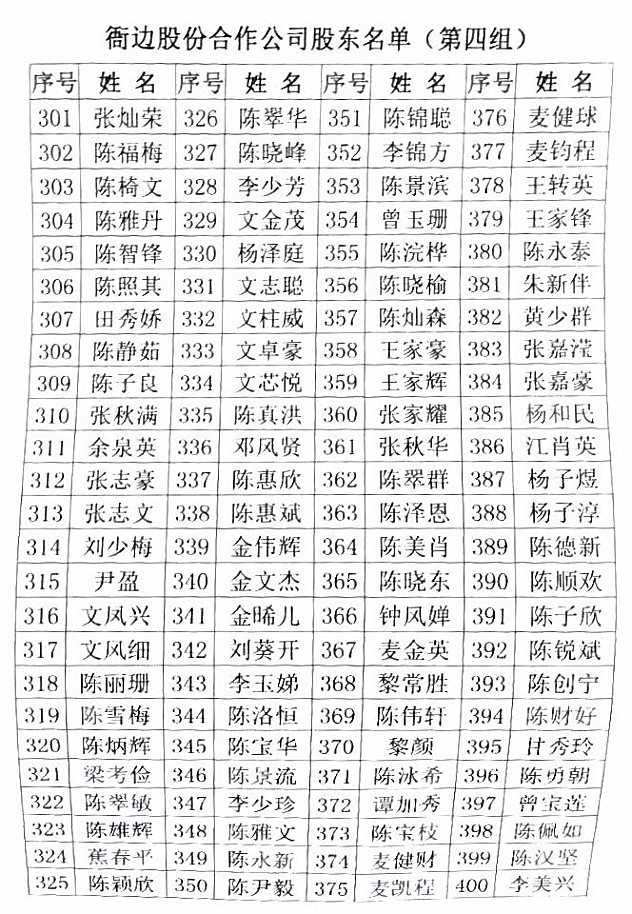 衙边股份合作公司股东名单（第四组）
序号 姓名 序号 姓名 序号 姓名 序号 姓名
301 张灿荣 326 陈翠华 351 陈锦聪 376 麦健球
302 陈福梅 327 陈晓峰 352 李锦方 377 麦钧程
303 陈椅文 328 李少芳 353 陈景滨 378 王转英
304 陈雅丹 329 文金茂 354 曾玉珊 379 王家锋
305 陈智锋 330 杨泽庭 355 陈浣桦 380 陈永泰
306 陈照其 331 文志聪 356 陈晓榆 381 朱新伴
307 田秀娇 332 文柱威 357 陈灿森 382 黄少群
308 陈静茹 333 文卓豪 358 王家豪 383 张嘉滢
309 陈子良 334 文芯悦 359 王家辉 384 张嘉豪
310 张秋满 335 陈真洪 360 张家耀 385 杨和民
311 余泉英 336 邓风贤 361 张秋华 386 江肖英
312 张志豪 337 陈惠欣 362 陈翠群 387 杨子煜
313 张志文 338 陈惠斌 363 陈泽恩 388 杨子淳
314 刘少梅 339 金伟辉 364 陈美肖 389 陈德新
315 尹盈 340 金文杰 365 陈晓东 390 陈顺欢
316 文凤兴 341 金晞儿 366 钟风婵 391 陈子欣
317 文风细 342 刘葵开 367 麦金英 392 陈锐斌
318 陈丽珊 343 李玉娣 368 黎常胜 393 陈创宁
319 陈雪梅 344 陈洛恒 369 陈伟轩 394 陈财好
320 陈炳辉 345 陈宝华 370 黎颜 395 甘秀玲
321 梁考俭 346 陈景流 371 陈泳希 396 陈勇朝
322 陈翠敏 347 李少珍 372 谭加秀 397 曾宝莲
323 陈雄辉 348 陈雅文 373 陈宝枝 398 陈佩如
324 蕉春平 349 陈永新 374 麦健财 399 陈汉坚
325 陈颖欣 350 陈尹毅 375 麦凯程 400 李美兴